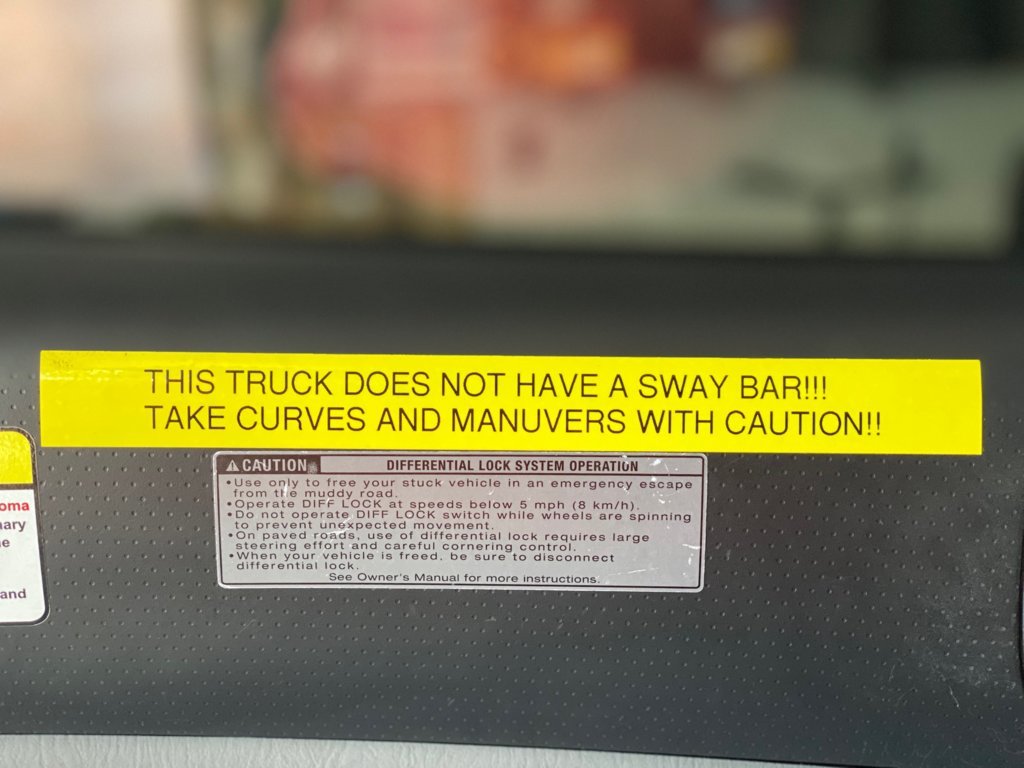 THIS TRUCK DOES NOT HAVE A SWAY BAR!!!
TAKE CURVES AND MANUVERS WITH CAUTION!!
CAUTION DIFFERENTIAL LOCK SYSTEM OPERATION
•Use only to free your stuck vehicle in an emergency escape
from the muddy road.
•Operate DIFF LOCK at speeds below 5 mph (8 km/h).
•Do not operate DIFF LOCK switch while wheels are spinning
to prevent unexpected movement.
•On paved roads, use of differential lock requires large
steering effort and careful cornering control.
•When your vehicle is freed, be sure to disconnect
differential lock.
See Owner's Manual for more instructions.
oma
nary
e
and